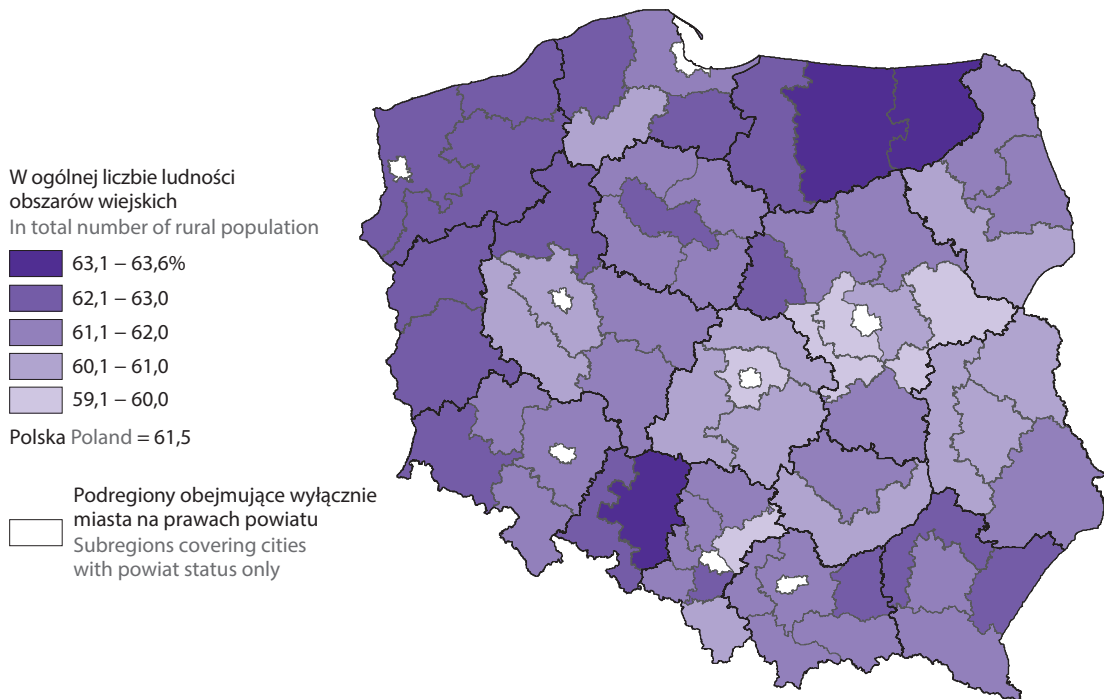 W ogólnej liczbie ludności
obszarów wiejskich
In total number of rural population
63,1 – 63,6%
62,1 – 63,0
61,1 – 62,0
60,1 – 61,0
59,1 – 60,0
Polska Poland = 61,5
Podregiony obejmujące wyłącznie
miasta na prawach powiatu
Subregions covering cities
with powiat status only